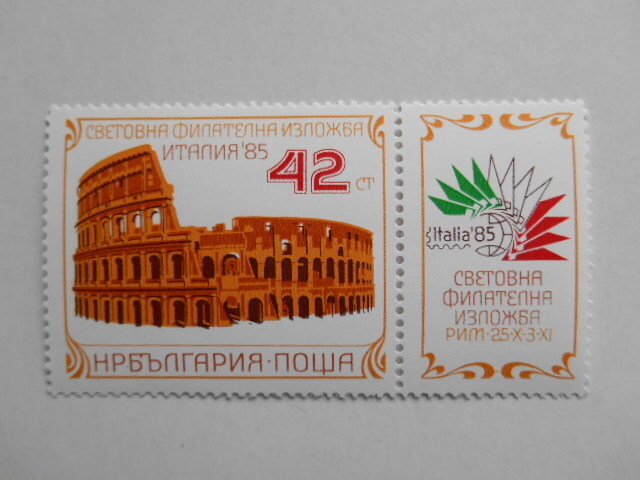 СВЕТОВНА ФИЛАТЕЛНА ИЗЛОЖБА
ИТАЛИЯ'85
42 СТ
НРБЪЛГАРИЯ·ПОЩА
Italia'85
СВЕТОВНА
ФИЛАТЕЛНА
ИЗЛОЖБА
РИМ·25·X-3·XI